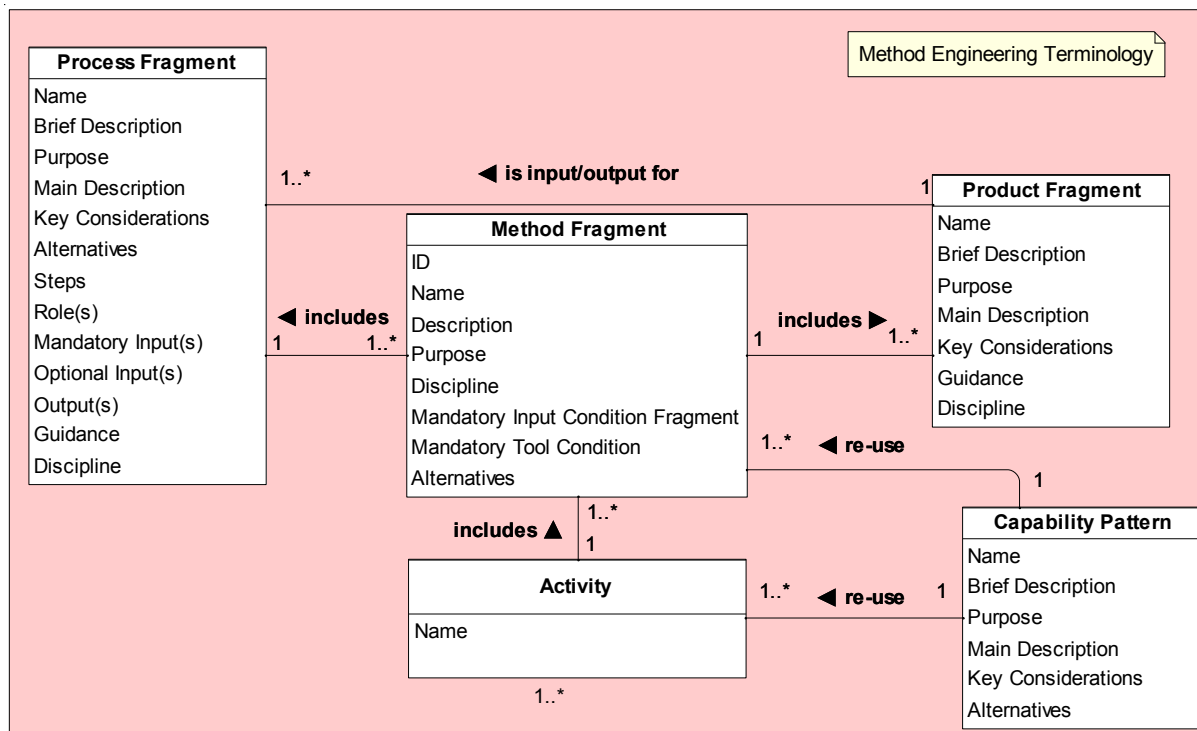 Method Engineering Terminology
Process Fragment
Name
Brief Description
Purpose
Main Description
Key Considerations
Alternatives
Steps
Role(s)
Mandatory Input(s)
Optional Input(s)
Output(s)
Guidance
Discipline
1..*
◄ is input/output for
1
Product Fragment
Name
Brief Description
Purpose
Main Description
Key Considerations
Guidance
Discipline
Method Fragment
ID
Name
Description
Purpose
Discipline
Mandatory Input Condition Fragment
Mandatory Tool Condition
Alternatives
◄ includes
1
1..*
includes ►
1
1..*
1..*
◄ re-use
1
includes ▲
1..*
1
Activity
Name
1..*
1..*
◄ re-use
1
Capability Pattern
Name
Brief Description
Purpose
Main Description
Key Considerations
Alternatives